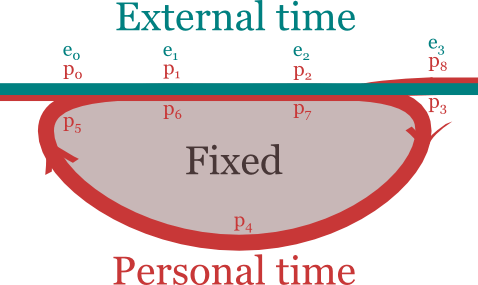 External time
e₀ e₁ e₂ e₃
p₀ p₁ p₂ p₈
p₅ p₆ p₇ p₃
Fixed
p₄
Personal time